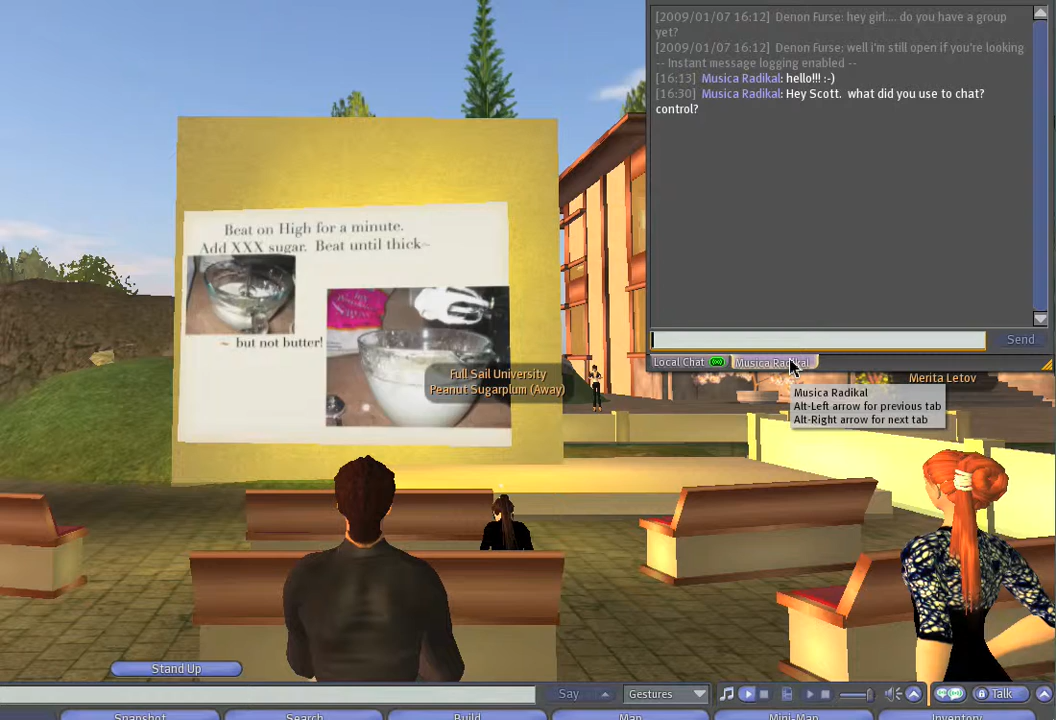 [2009/01/07 16:12] Denon Furse: hey girl.... do you have a group
yet?
[2009/01/07 16:12] Denon Furse: well i'm still open if you're looking
-- Instant message logging enabled --
[16:13] Musica Radikal: hello!!! :-)
[16:30] Musica Radikal: Hey Scott. what did you use to chat?
control?
Send
Local Chat
Musica Radikal
Musica Radikal
Alt-Left arrow for previous tab
Alt-Right arrow for next tab
Merita Letov
Beat on High for a minute.
Add XXX sugar. Beat until thick~
~ but not butter!
Full Sail University
Peanut Sugarplum (Away)
Stand Up
Say
Gestures
Talk
Snapshot
Search
Build
Map
Mini-Map
Inventory